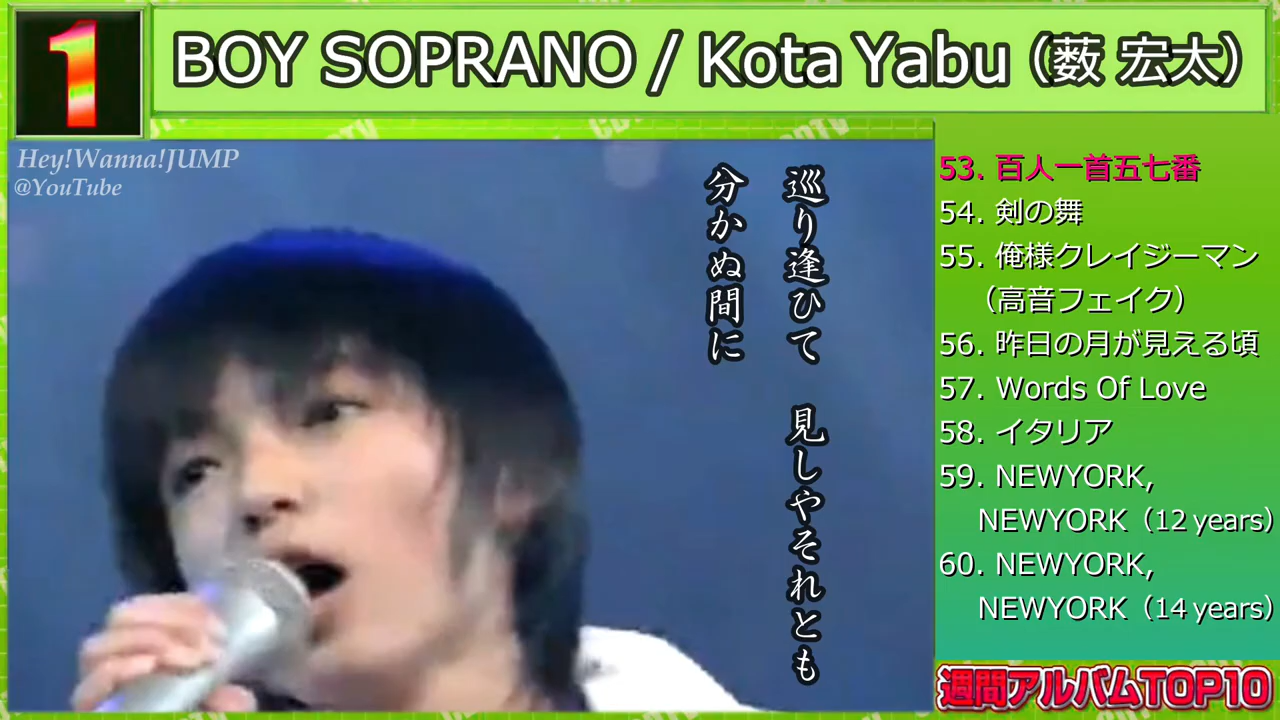 1
BOY SOPRANO / Kota Yabu (薮 宏太)
CDTV
Hey!Wanna!JUMP
@YouTube
巡り逢ひて 見しやそれとも
分かぬ間に
53. 百人一首五七番
54. 剣の舞
55. 俺様クレイジーマン
（高音フェイク）
56. 昨日の月が見える頃
57. Words Of Love
58. イタリア
59. NEWYORK,
NEWYORK（12 years）
60. NEWYORK,
NEWYORK（14 years）
週間アルバムTOP10